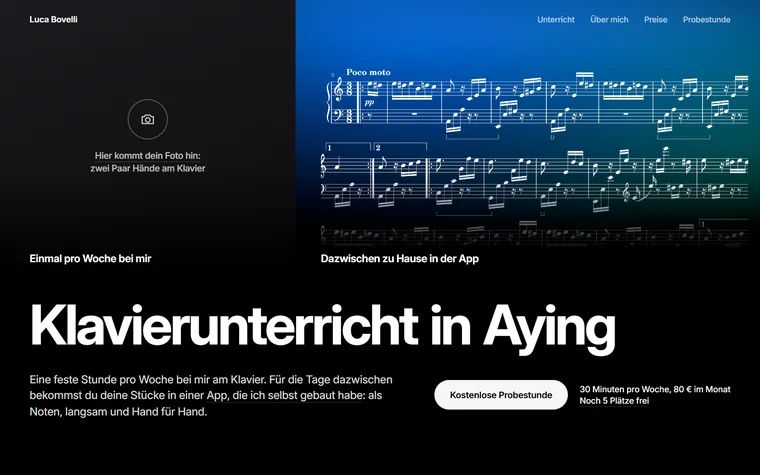 Luca Bovelli
Unterricht
Über mich
Preise
Probestunde
Hier kommt dein Foto hin:
zwei Paar Hände am Klavier
Poco moto
pp
1
2
1
Einmal pro Woche bei mir
Dazwischen zu Hause in der App
Klavierunterricht in Aying
Eine feste Stunde pro Woche bei mir am Klavier. Für die Tage dazwischen
bekommst du deine Stücke in einer App, die ich selbst gebaut habe: als
Noten, langsam und Hand für Hand.
Kostenlose Probestunde
30 Minuten pro Woche, 80 € im Monat
Noch 5 Plätze frei